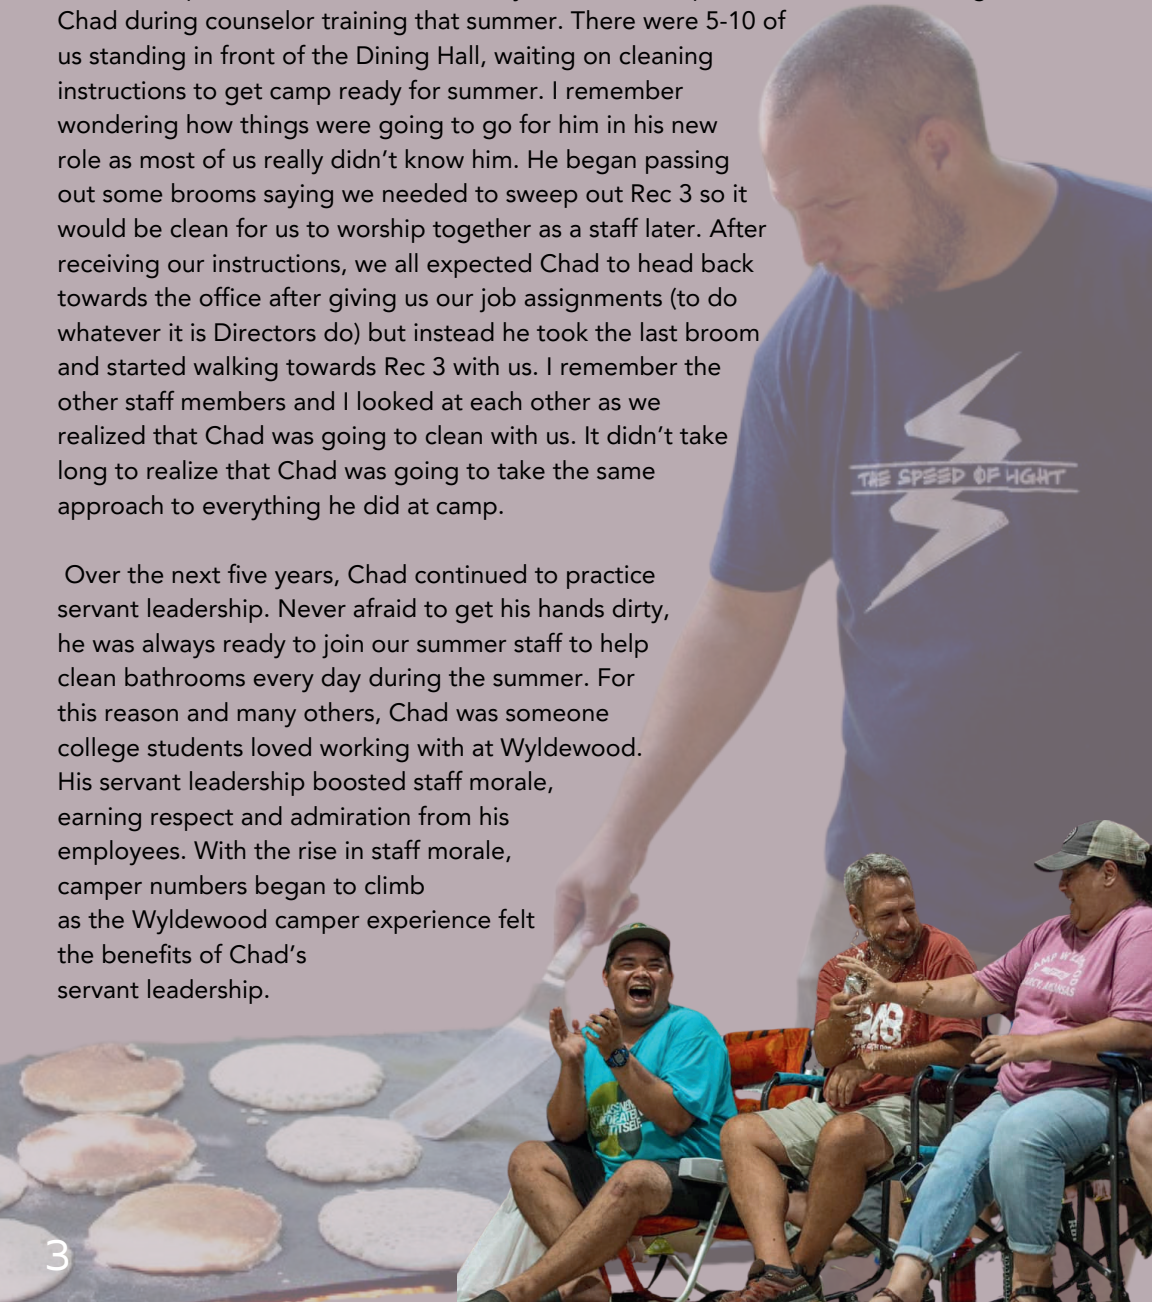 Chad during counselor training that summer. There were 5-10 of
us standing in front of the Dining Hall, waiting on cleaning
instructions to get camp ready for summer. I remember
wondering how things were going to go for him in his new
role as most of us really didn’t know him. He began passing
out some brooms saying we needed to sweep out Rec 3 so it
would be clean for us to worship together as a staff later. After
receiving our instructions, we all expected Chad to head back
towards the office after giving us our job assignments (to do
whatever it is Directors do) but instead he took the last broom
and started walking towards Rec 3 with us. I remember the
other staff members and I looked at each other as we
realized that Chad was going to clean with us. It didn’t take
long to realize that Chad was going to take the same
approach to everything he did at camp.
Over the next five years, Chad continued to practice
servant leadership. Never afraid to get his hands dirty,
he was always ready to join our summer staff to help
clean bathrooms every day during the summer. For
this reason and many others, Chad was someone
college students loved working with at Wyldewood.
His servant leadership boosted staff morale,
earning respect and admiration from his
employees. With the rise in staff morale,
camper numbers began to climb
as the Wyldewood camper experience felt
the benefits of Chad’s
servant leadership.
THE SPEED OF LIGHT
3